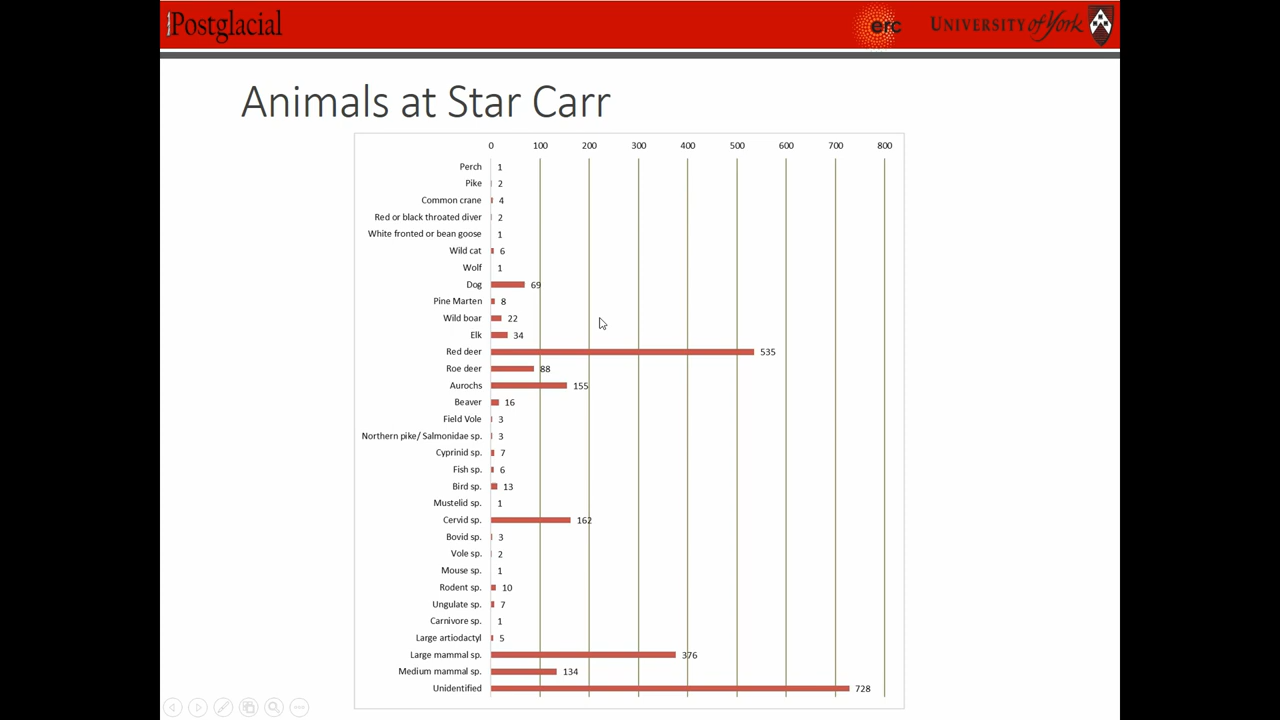 Postglacial
erc
UNIVERSITY of York
Animals at Star Carr
0 100 200 300 400 500 600 700 800
Perch 1
Pike 2
Common crane 4
Red or black throated diver 2
White fronted or bean goose 1
Wild cat 6
Wolf 1
Dog 69
Pine Marten 8
Wild boar 22
Elk 34
Red deer 535
Roe deer 88
Aurochs 155
Beaver 16
Field Vole 3
Northern pike/ Salmonidae sp. 3
Cyprinid sp. 7
Fish sp. 6
Bird sp. 13
Mustelid sp. 1
Cervid sp. 162
Bovid sp. 3
Vole sp. 2
Mouse sp. 1
Rodent sp. 10
Ungulate sp. 7
Carnivore sp. 1
Large artiodactyl 5
Large mammal sp. 376
Medium mammal sp. 134
Unidentified 728